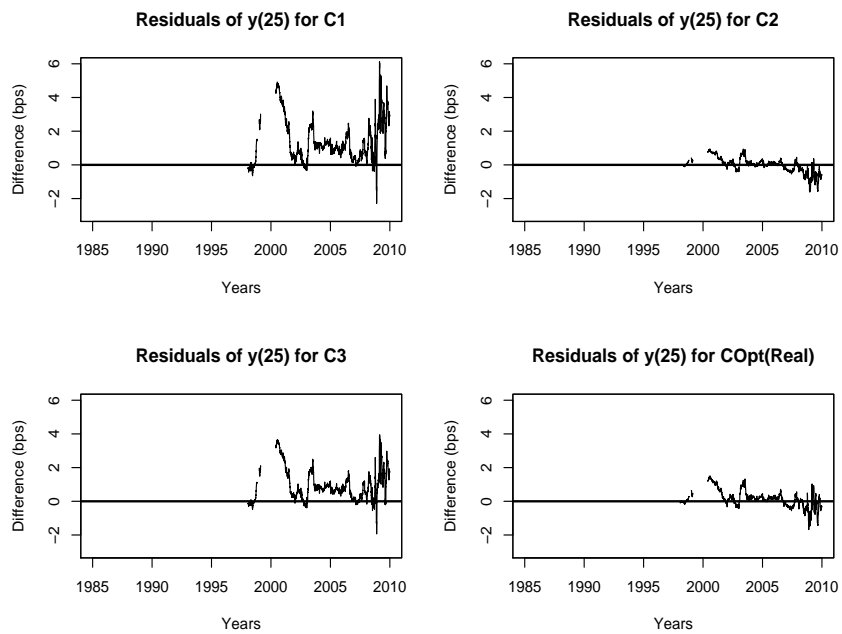 Residuals of y(25) for C1
Difference (bps)
6
4
2
0
−2
1985 1990 1995 2000 2005 2010
Years
Residuals of y(25) for C2
Difference (bps)
6
4
2
0
−2
1985 1990 1995 2000 2005 2010
Years
Residuals of y(25) for C3
Difference (bps)
6
4
2
0
−2
1985 1990 1995 2000 2005 2010
Years
Residuals of y(25) for COpt(Real)
Difference (bps)
6
4
2
0
−2
1985 1990 1995 2000 2005 2010
Years